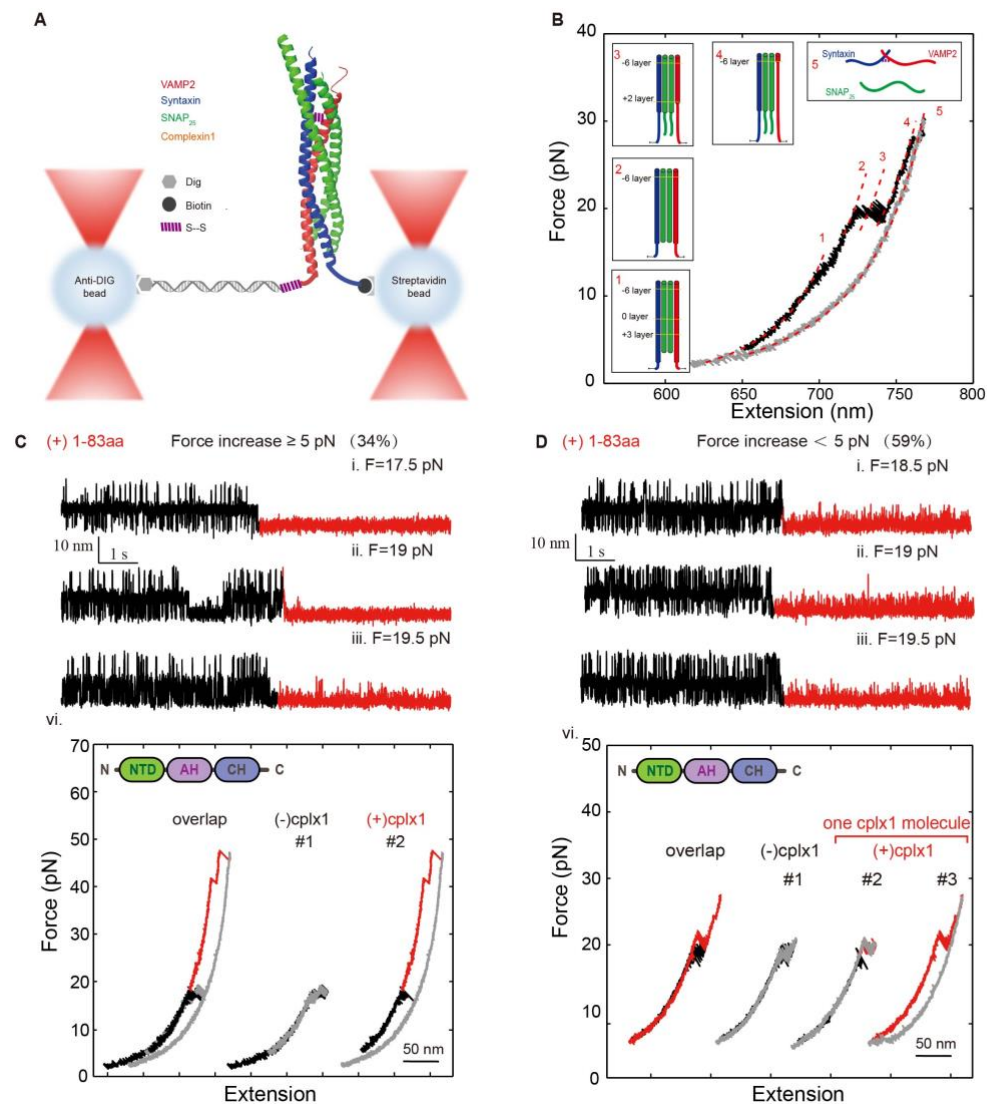 A
VAMP2
Syntaxin
SNAP25
Complexin1
Dig
Biotin
S--S
Anti-DIG
bead
Streptavidin
bead
B
Force (pN)
40
30
20
10
0
600 650 700 750 800
Extension (nm)
3
-6 layer
+2 layer
4
-6 layer
5
Syntaxin VAMP2
SNAP25
2
-6 layer
1
-6 layer
0 layer
+3 layer
1
2
3
4
5
C (+) 1-83aa Force increase ≥ 5 pN (34%)
i. F=17.5 pN
10 nm
1 s
ii. F=19 pN
iii. F=19.5 pN
vi.
Force (pN)
70
60
50
40
30
20
10
0
N NTD AH CH C
overlap (-)cplx1 (+)cplx1
#1 #2
50 nm
Extension
D (+) 1-83aa Force increase < 5 pN (59%)
i. F=18.5 pN
10 nm
1 s
ii. F=19 pN
iii. F=19.5 pN
vi.
Force (pN)
50
40
30
20
10
0
N NTD AH CH C
one cplx1 molecule
overlap (-)cplx1 (+)cplx1
#1 #2 #3
50 nm
Extension